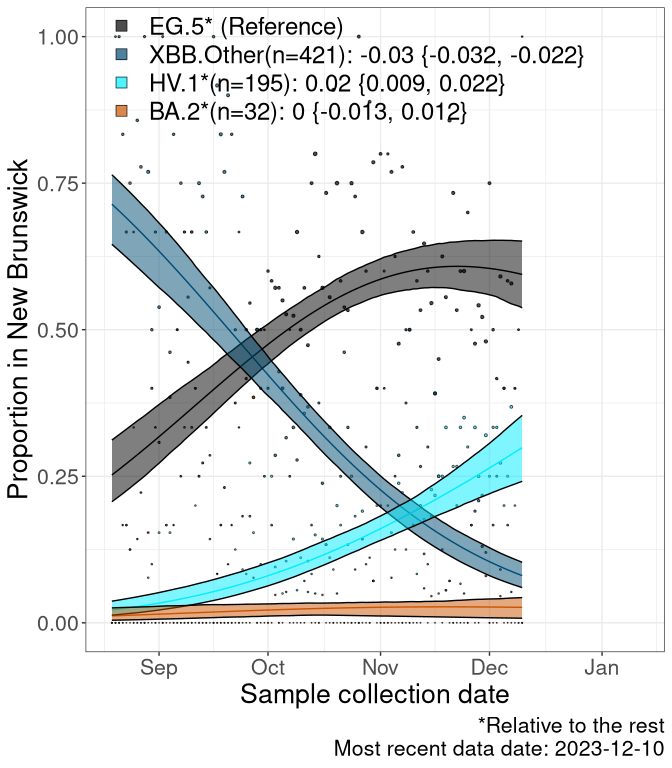 EG.5* (Reference)
XBB.Other(n=421): -0.03 {-0.032, -0.022}
HV.1*(n=195): 0.02 {0.009, 0.022}
BA.2*(n=32): 0 {-0.013, 0.012}
1.00
0.75
0.50
0.25
0.00
Proportion in New Brunswick
Sep Oct Nov Dec Jan
Sample collection date
*Relative to the rest
Most recent data date: 2023-12-10